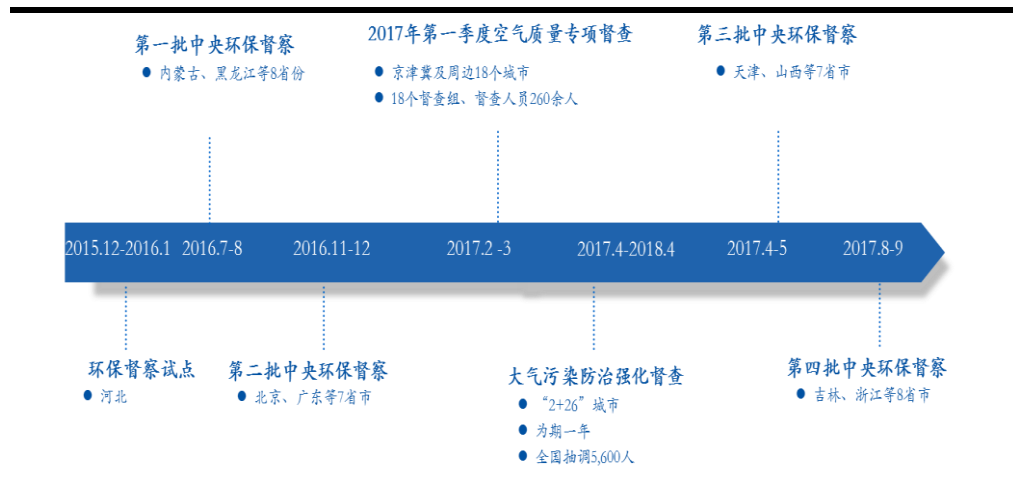 第一批中央环保督察
● 内蒙古、黑龙江等8省份
2017年第一季度空气质量专项督查
● 京津冀及周边18个城市
● 18个督查组、督查人员260余人
第三批中央环保督察
● 天津、山西等7省市
2015.12-2016.1
2016.7-8
2016.11-12
2017.2 -3
2017.4-2018.4
2017.4-5
2017.8-9
环保督察试点
● 河北
第二批中央环保督察
● 北京、广东等7省市
大气污染防治强化督查
● “2+26”城市
● 为期一年
● 全国抽调5,600人
第四批中央环保督察
● 吉林、浙江等8省市